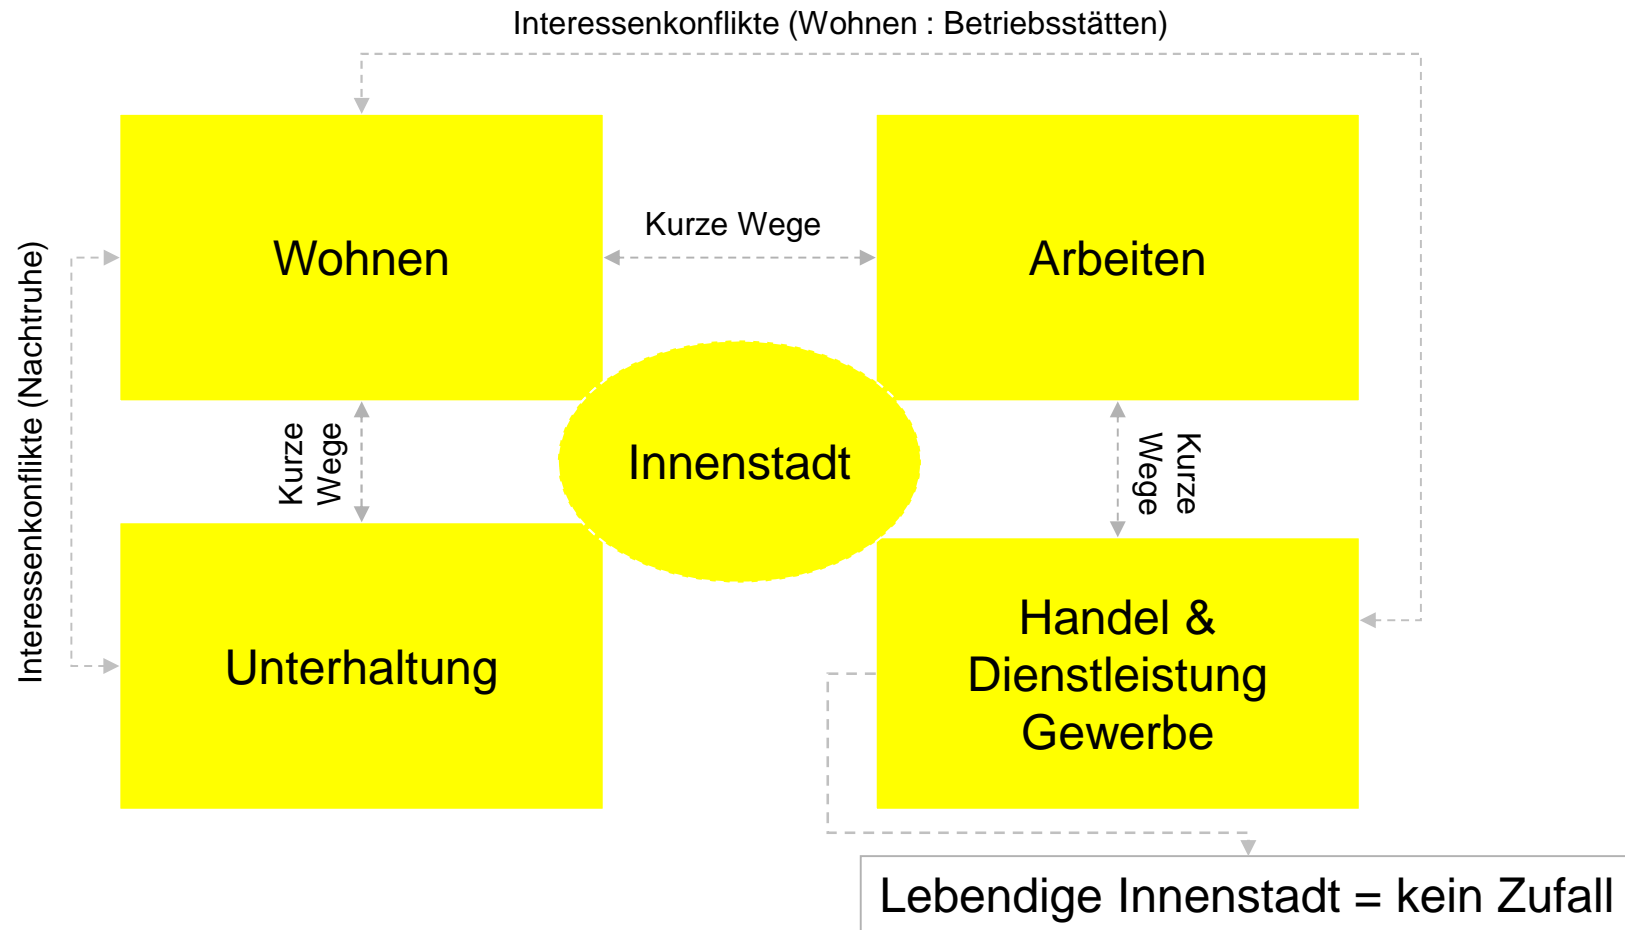 Interessenkonflikte (Wohnen : Betriebsstätten)
Wohnen
Kurze Wege
Arbeiten
Interessenkonflikte (Nachtruhe)
Kurze
Wege
Innenstadt
Kurze
Wege
Unterhaltung
Handel &
Dienstleistung
Gewerbe
Lebendige Innenstadt = kein Zufall